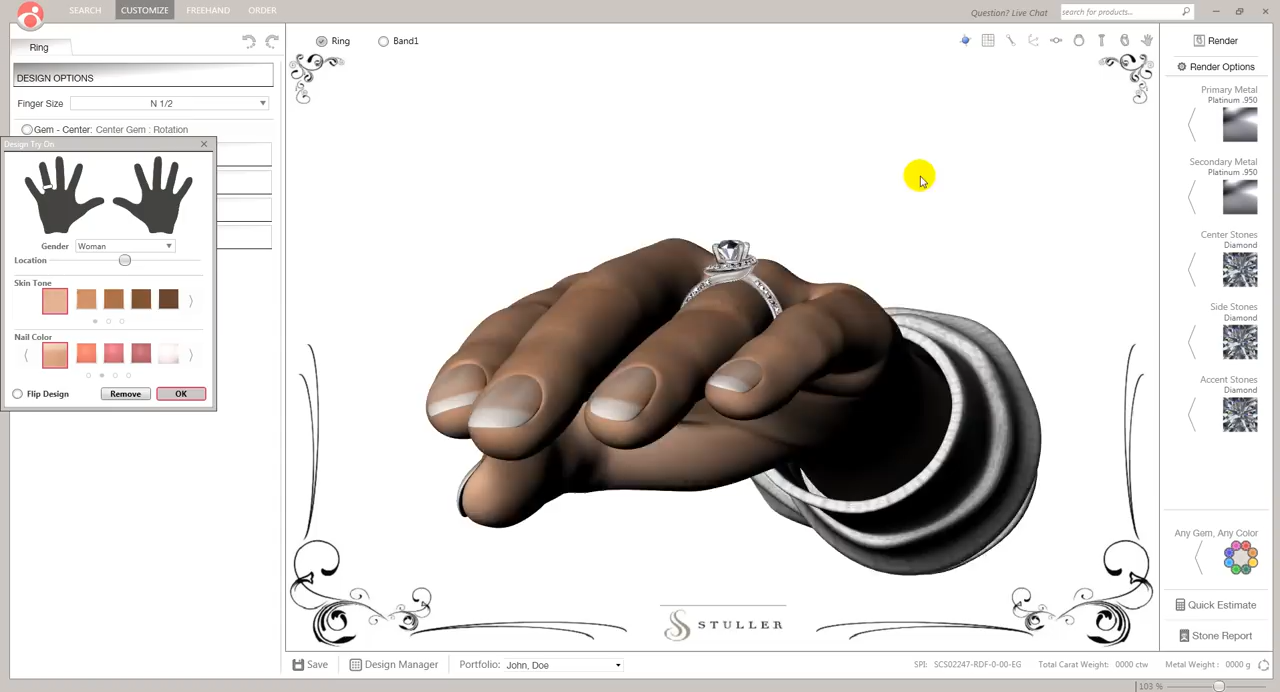 SEARCH CUSTOMIZE FREEHAND ORDER
Question? Live Chat
search for products...
Ring
DESIGN OPTIONS
Finger Size N 1/2
Gem - Center: Center Gem : Rotation
Design Try On
Gender Woman
Location
Skin Tone
Nail Color
Flip Design Remove OK
Ring Band1
STULLER
Render
Render Options
Primary Metal
Platinum .950
Secondary Metal
Platinum .950
Center Stones
Diamond
Side Stones
Diamond
Accent Stones
Diamond
Any Gem, Any Color
Quick Estimate
Stone Report
Save Design Manager Portfolio: John, Doe
SPI: SCS02247-RDF-0-00-EG Total Carat Weight: 0000 ctw Metal Weight: 0000 g
103 %